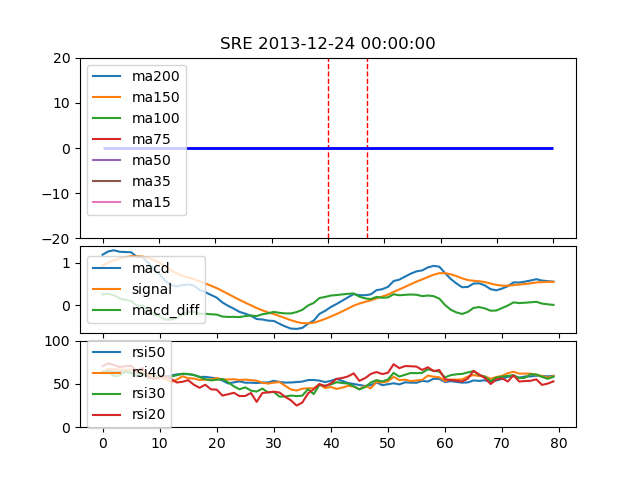 SRE 2013-12-24 00:00:00
20
10
0
−10
−20
ma200
ma150
ma100
ma75
ma50
ma35
ma15
1
0
macd
signal
macd_diff
100
50
0
rsi50
rsi40
rsi30
rsi20
0 10 20 30 40 50 60 70 80